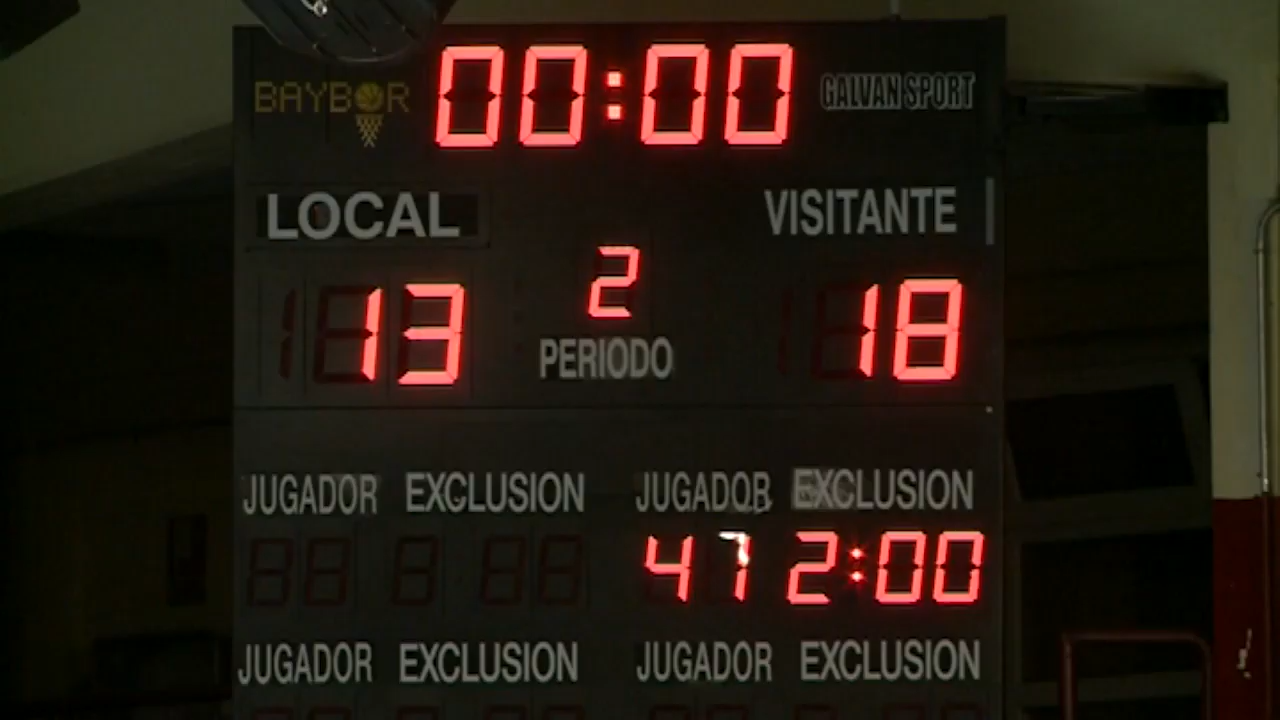 BAYBOR 00:00 GALVAN SPORT
LOCAL VISITANTE
13 2 18
PERIODO
JUGADOR EXCLUSION JUGADOR EXCLUSION
47 2:00
JUGADOR EXCLUSION JUGADOR EXCLUSION